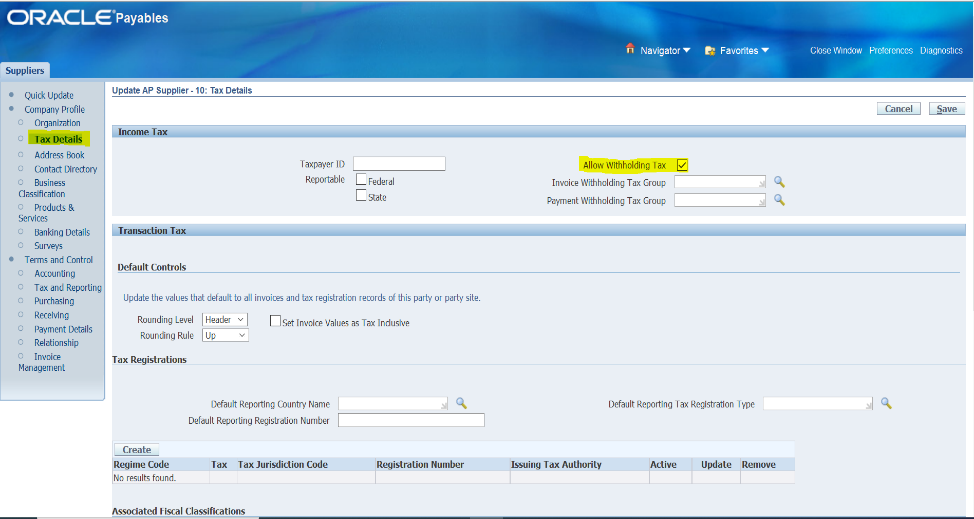 ORACLE Payables
Navigator Favorites Close Window Preferences Diagnostics
Suppliers
Quick Update
Company Profile
Organization
Tax Details
Address Book
Contact Directory
Business
Classification
Products &
Services
Banking Details
Surveys
Terms and Control
Accounting
Tax and Reporting
Purchasing
Receiving
Payment Details
Relationship
Invoice
Management
Update AP Supplier - 10: Tax Details
Cancel Save
Income Tax
Taxpayer ID
Reportable Federal
State
Allow Withholding Tax
Invoice Withholding Tax Group
Payment Withholding Tax Group
Transaction Tax
Default Controls
Update the values that default to all invoices and tax registration records of this party or party site.
Rounding Level Header Set Invoice Values as Tax Inclusive
Rounding Rule Up
Tax Registrations
Default Reporting Country Name Default Reporting Tax Registration Type
Default Reporting Registration Number
Create
Regime Code Tax Tax Jurisdiction Code Registration Number Issuing Tax Authority Active Update Remove
No results found.
Associated Fiscal Classifications